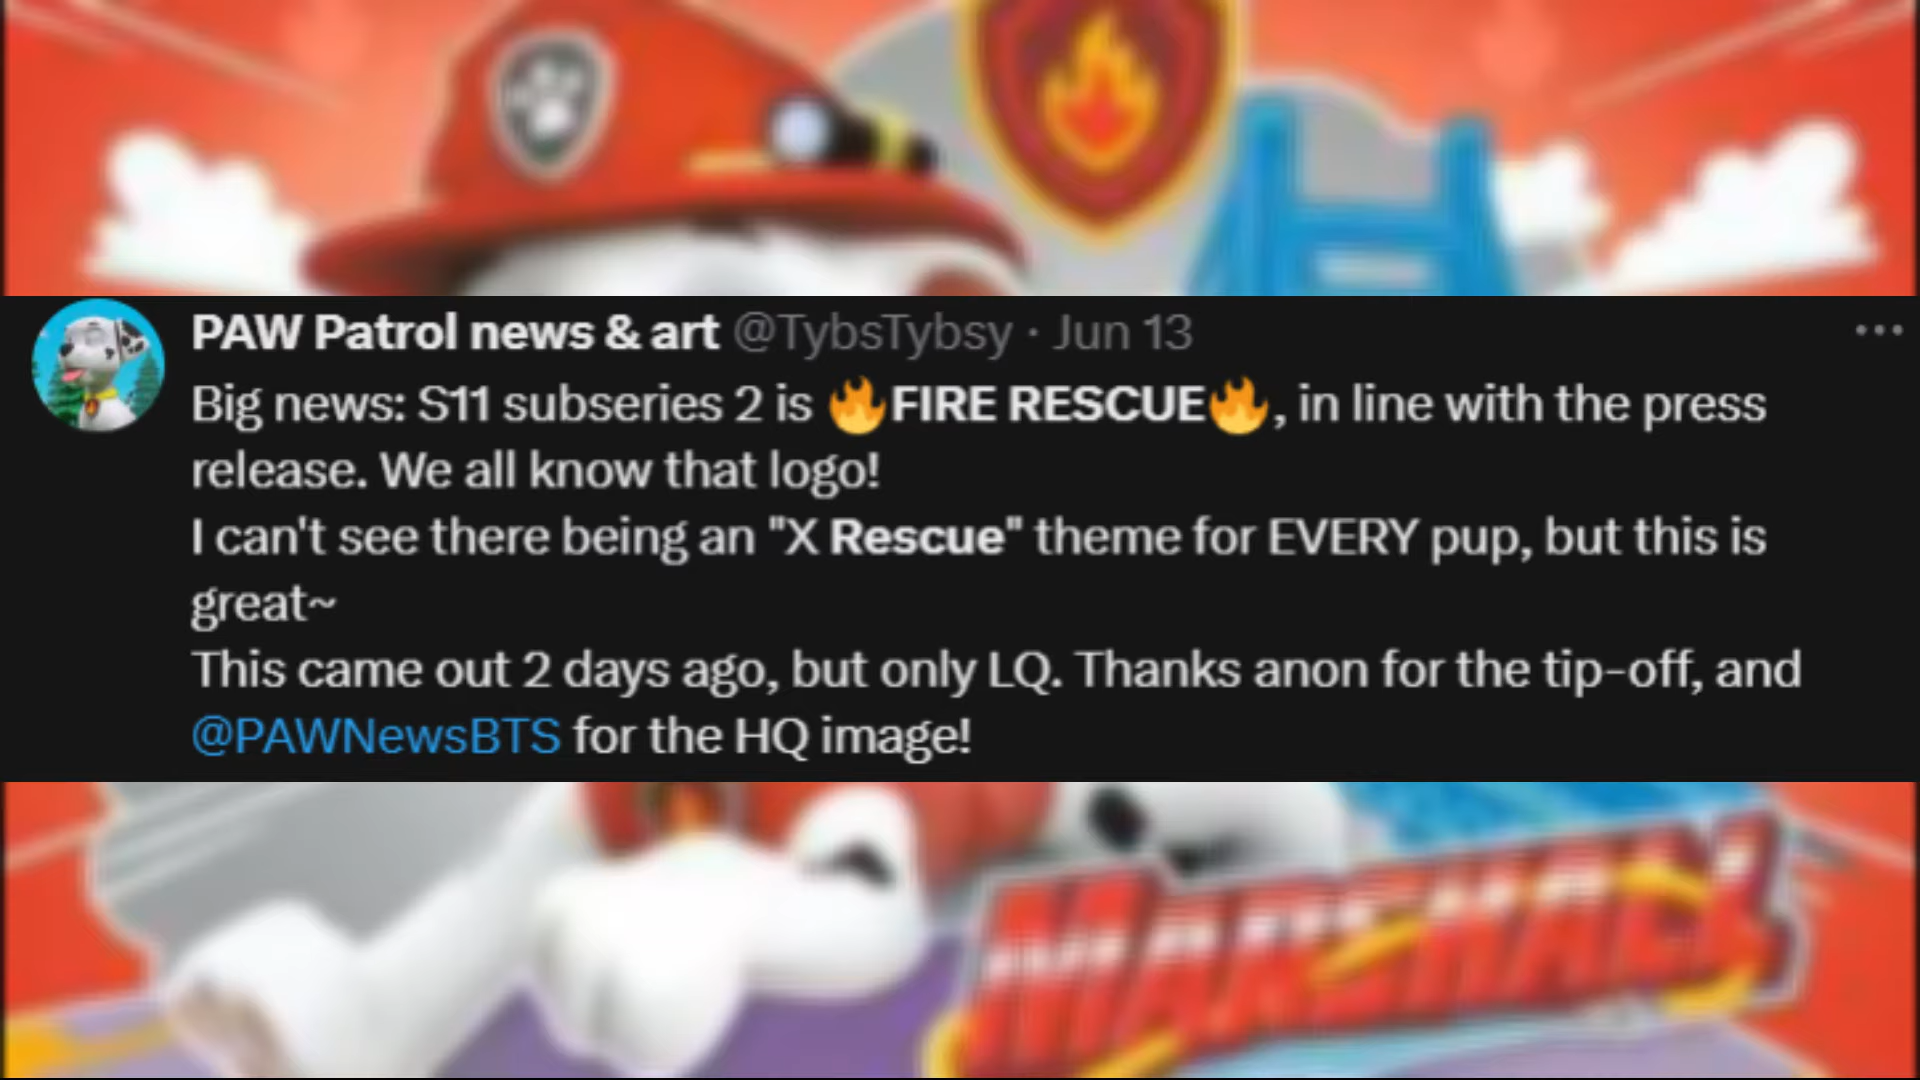 PAW Patrol news & art @TybsTybsy · Jun 13
Big news: S11 subseries 2 is 🔥FIRE RESCUE🔥, in line with the press
release. We all know that logo!
I can't see there being an "X Rescue" theme for EVERY pup, but this is
great~
This came out 2 days ago, but only LQ. Thanks anon for the tip-off, and
@PAWNewsBTS for the HQ image!
MARSHALL